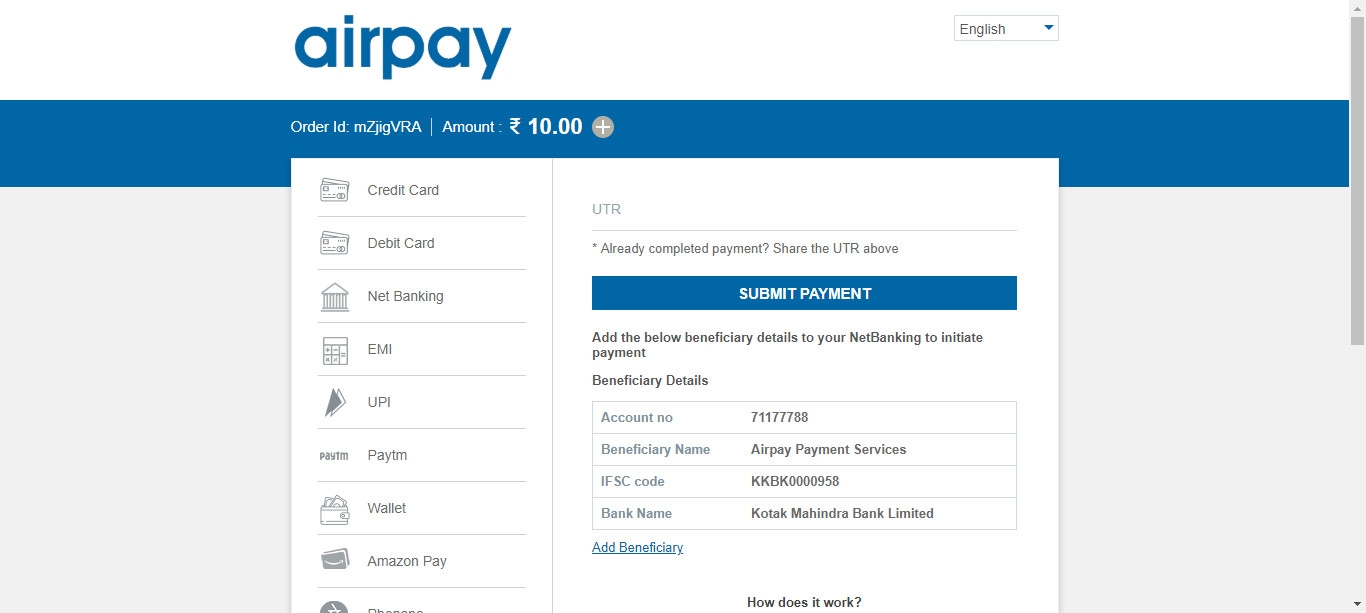 airpay
English
Order Id: mZjigVRA Amount : ₹ 10.00
Credit Card
Debit Card
Net Banking
EMI
UPI
paytm Paytm
Wallet
Amazon Pay
Phonepe
UTR
* Already completed payment? Share the UTR above
SUBMIT PAYMENT
Add the below beneficiary details to your NetBanking to initiate
payment
Beneficiary Details
Account no 71177788
Beneficiary Name Airpay Payment Services
IFSC code KKBK0000958
Bank Name Kotak Mahindra Bank Limited
Add Beneficiary
How does it work?